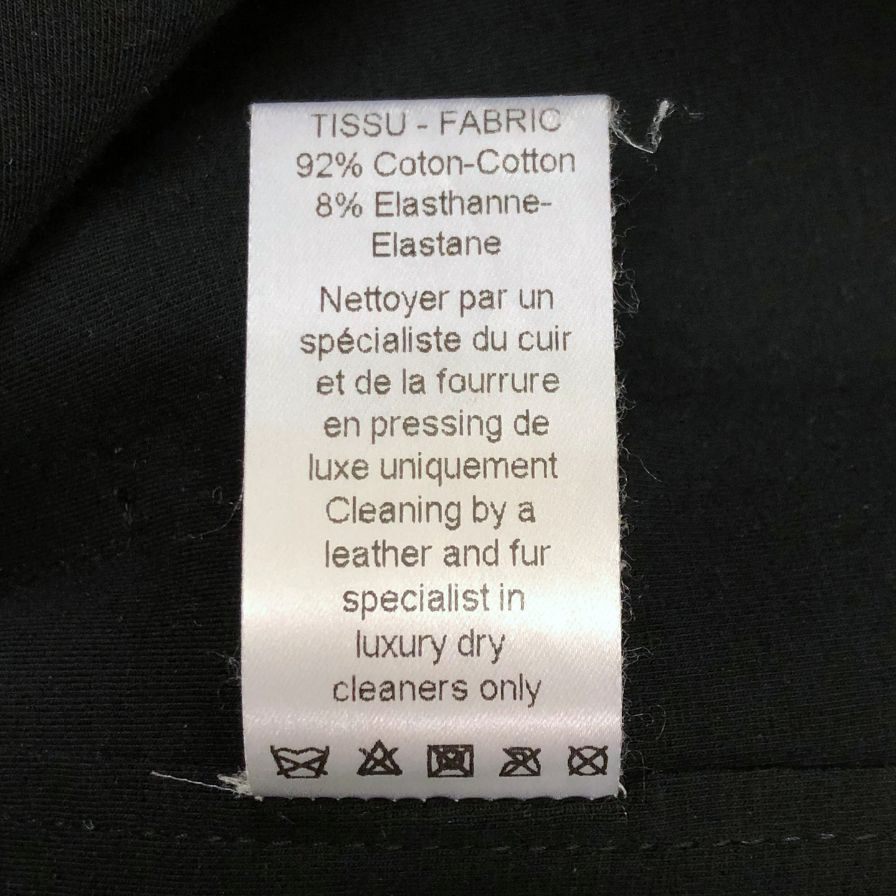 TISSU - FABRIC
92% Coton-Cotton
8% Elasthanne-
Elastane
Nettoyer par un
spécialiste du cuir
et de la fourrure
en pressing de
luxe uniquement
Cleaning by a
leather and fur
specialist in
luxury dry
cleaners only